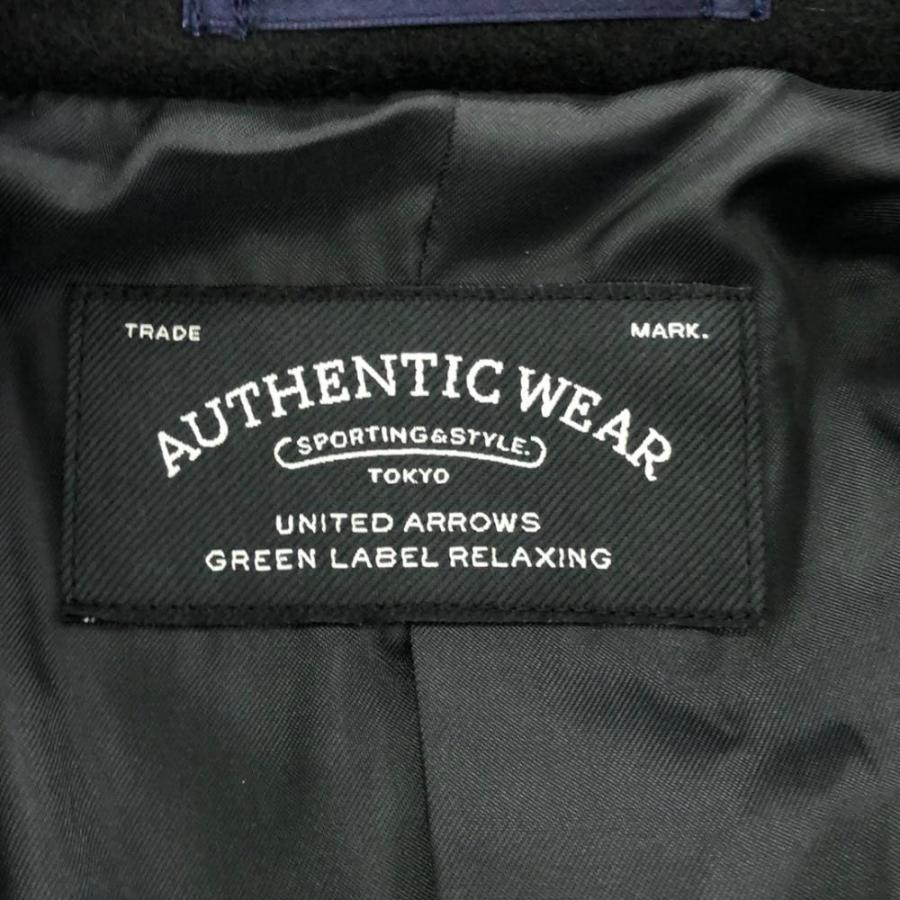 TRADE MARK.
AUTHENTIC WEAR
SPORTING&STYLE.
TOKYO
UNITED ARROWS
GREEN LABEL RELAXING